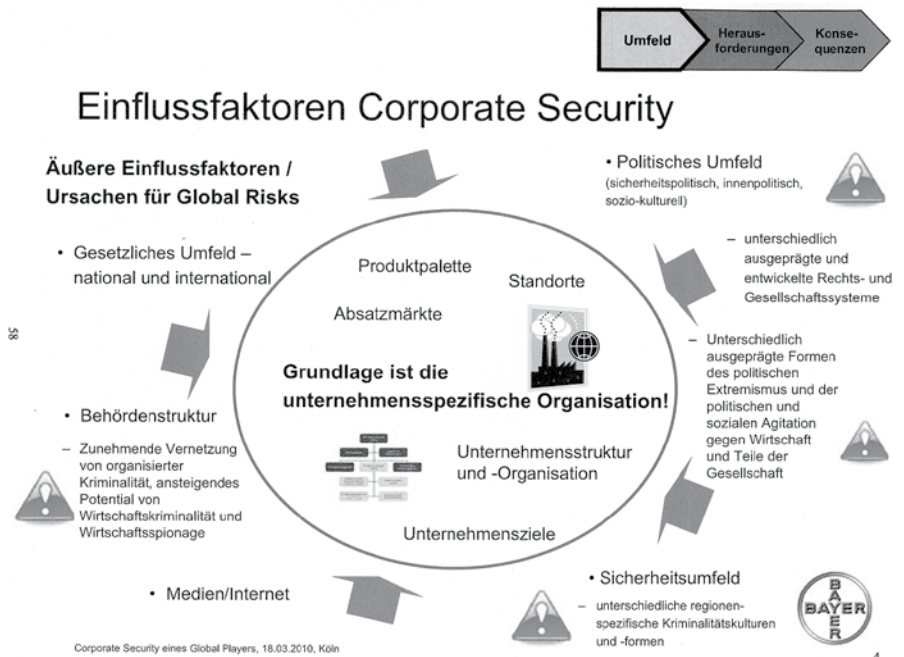 Umfeld
Heraus-
forderungen
Konse-
quenzen
Einflussfaktoren Corporate Security
Äußere Einflussfaktoren /
Ursachen für Global Risks
• Gesetzliches Umfeld –
national und international
• Behördenstruktur
– Zunehmende Vernetzung
von organisierter
Kriminalität, ansteigendes
Potential von
Wirtschaftskriminalität und
Wirtschaftsspionage
• Medien/Internet
Produktpalette
Standorte
Absatzmärkte
Grundlage ist die
unternehmensspezifische Organisation!
Unternehmensstruktur
und -Organisation
Unternehmensziele
• Politisches Umfeld
(sicherheitspolitisch, innenpolitisch,
sozio-kulturell)
– unterschiedlich
ausgeprägte und
entwickelte Rechts- und
Gesellschaftssysteme
– Unterschiedlich
ausgeprägte Formen
des politischen
Extremismus und der
politischen und
sozialen Agitation
gegen Wirtschaft
und Teile der
Gesellschaft
• Sicherheitsumfeld
– unterschiedliche regionen-
spezifische Kriminalitätskulturen
und -formen
BAYER
BAYER
58
Corporate Security eines Global Players, 18.03.2010, Köln